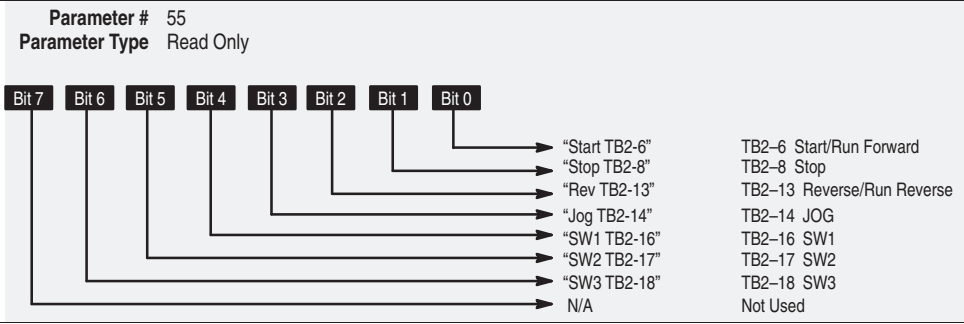 Parameter # 55
Parameter Type Read Only
Bit 7 Bit 6 Bit 5 Bit 4 Bit 3 Bit 2 Bit 1 Bit 0
“Start TB2-6” TB2–6 Start/Run Forward
“Stop TB2-8” TB2–8 Stop
“Rev TB2-13” TB2–13 Reverse/Run Reverse
“Jog TB2-14” TB2–14 JOG
“SW1 TB2-16” TB2–16 SW1
“SW2 TB2-17” TB2–17 SW2
“SW3 TB2-18” TB2–18 SW3
N/A Not Used